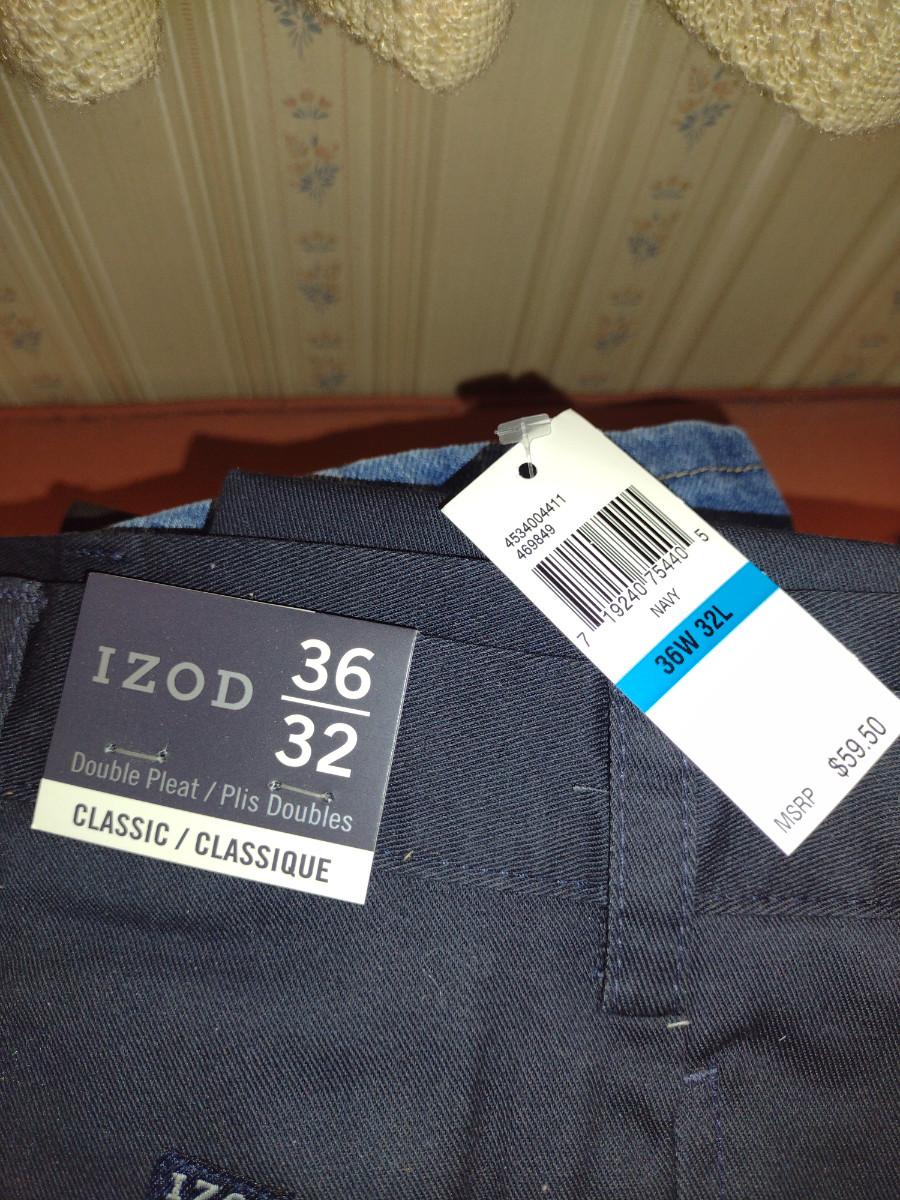 IZOD
36
32
Double Pleat / Plis Doubles
CLASSIC / CLASSIQUE
4534004411
469849
7 19240 75440 5
NAVY
36W 32L
MSRP $59.50